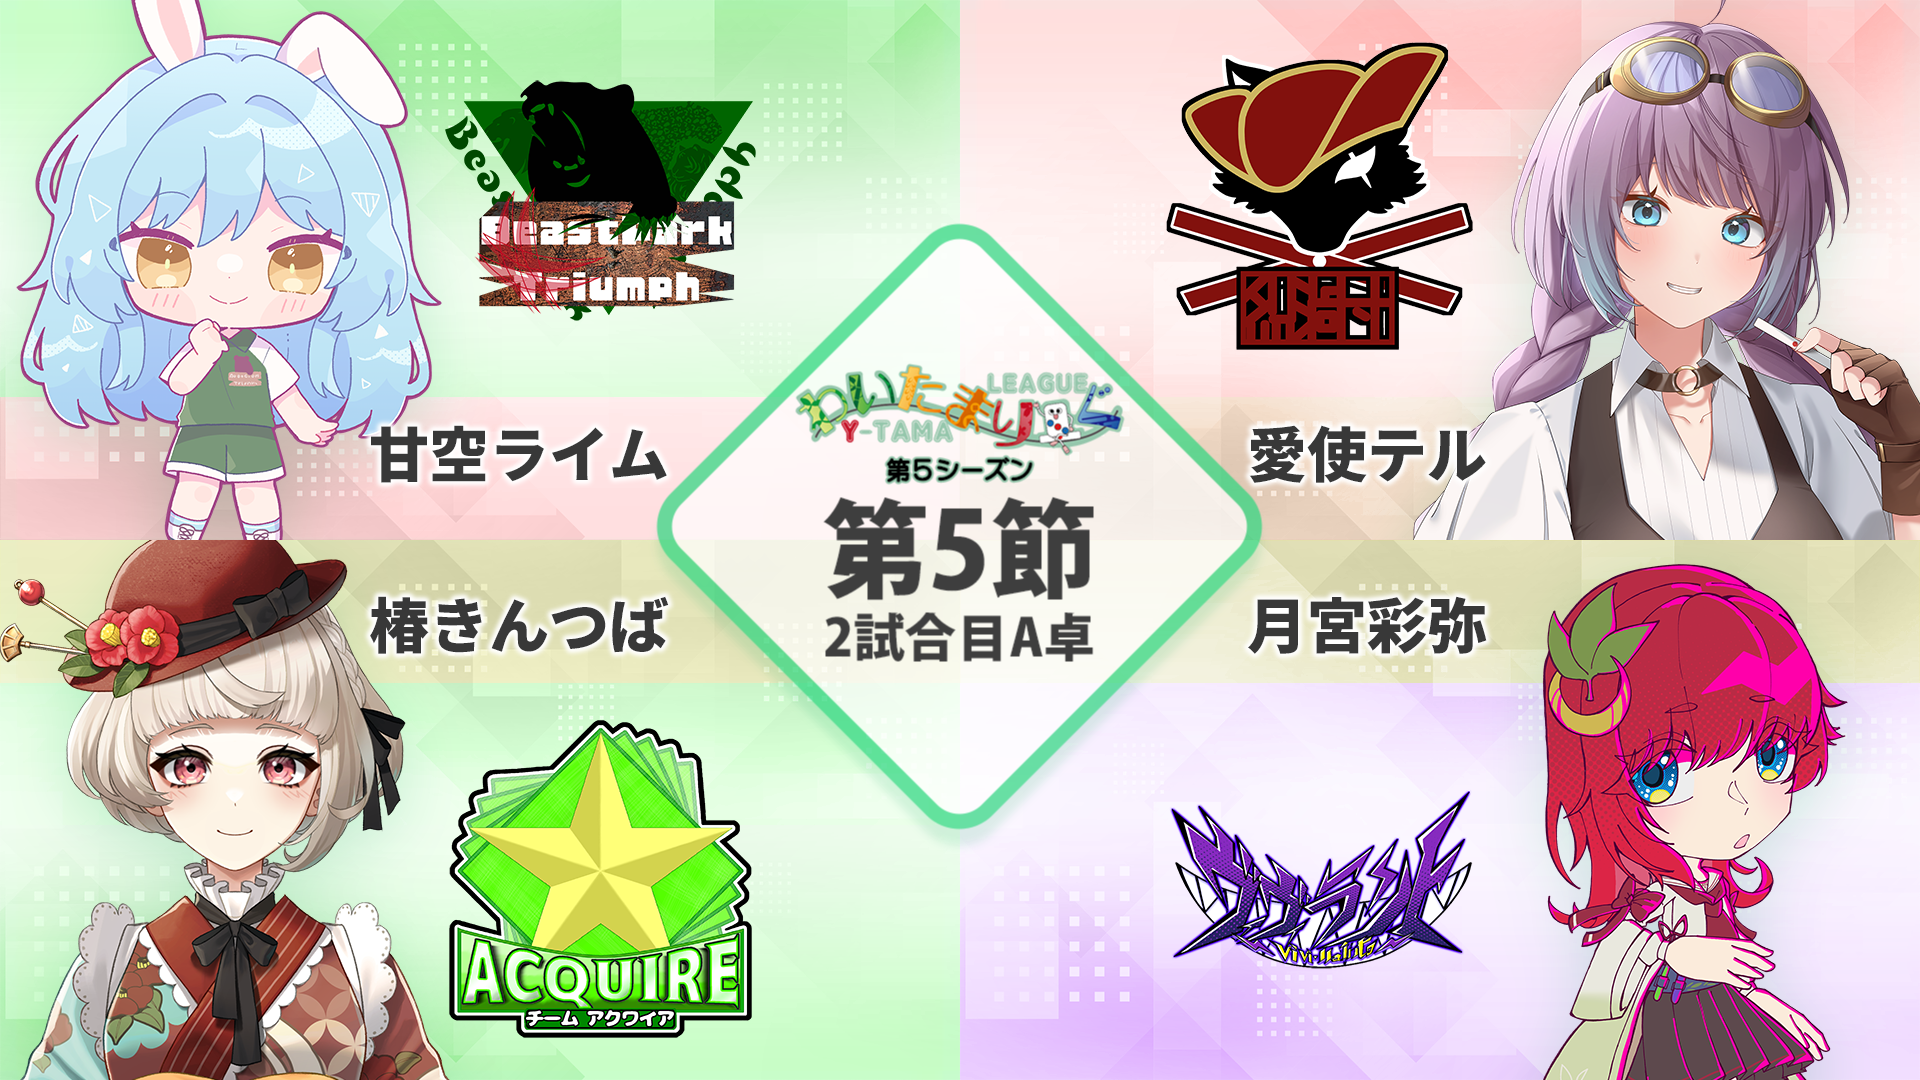 Beastmark
Triumph
甘空ライム
愛使テル
わいたまりーぐ
LEAGUE
Y-TAMA
第5シーズン
第5節
2試合目A卓
椿きんつば
月宮彩弥
ACQUIRE
チーム アクワイア